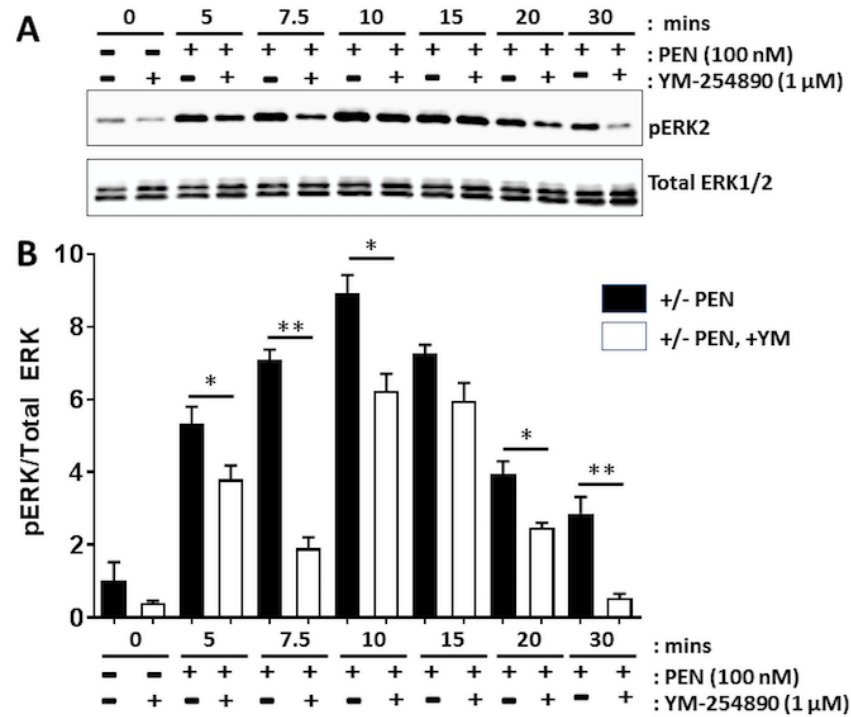 A
0 5 7.5 10 15 20 30 : mins
- - + + + + + + + + + + + + : PEN (100 nM)
- + - + - + - + - + - + - + : YM-254890 (1 µM)
pERK2
Total ERK1/2
B
pERK/Total ERK
10
8
6
4
2
0
* ** * * **
+/- PEN
+/- PEN, +YM
0 5 7.5 10 15 20 30 : mins
- - + + + + + + + + + + + + : PEN (100 nM)
- + - + - + - + - + - + - + : YM-254890 (1 µM)